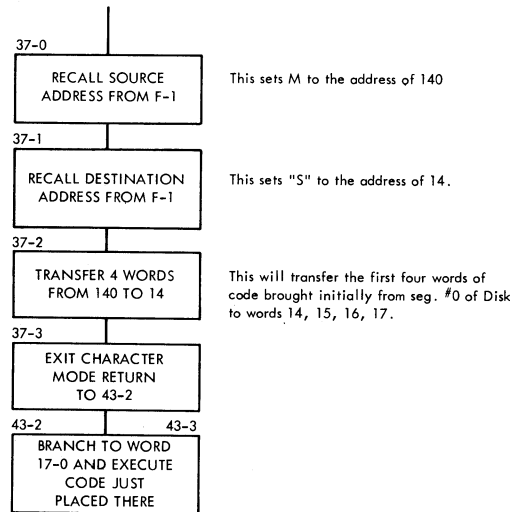 37-0
RECALL SOURCE
ADDRESS FROM F-1
This sets M to the address of 140
37-1
RECALL DESTINATION
ADDRESS FROM F-1
This sets "S" to the address of 14.
37-2
TRANSFER 4 WORDS
FROM 140 TO 14
This will transfer the first four words of
code brought initially from seg. #0 of Disk
to words 14, 15, 16, 17.
37-3
EXIT CHARACTER
MODE RETURN
TO 43-2
43-2 43-3
BRANCH TO WORD
17-0 AND EXECUTE
CODE JUST
PLACED THERE